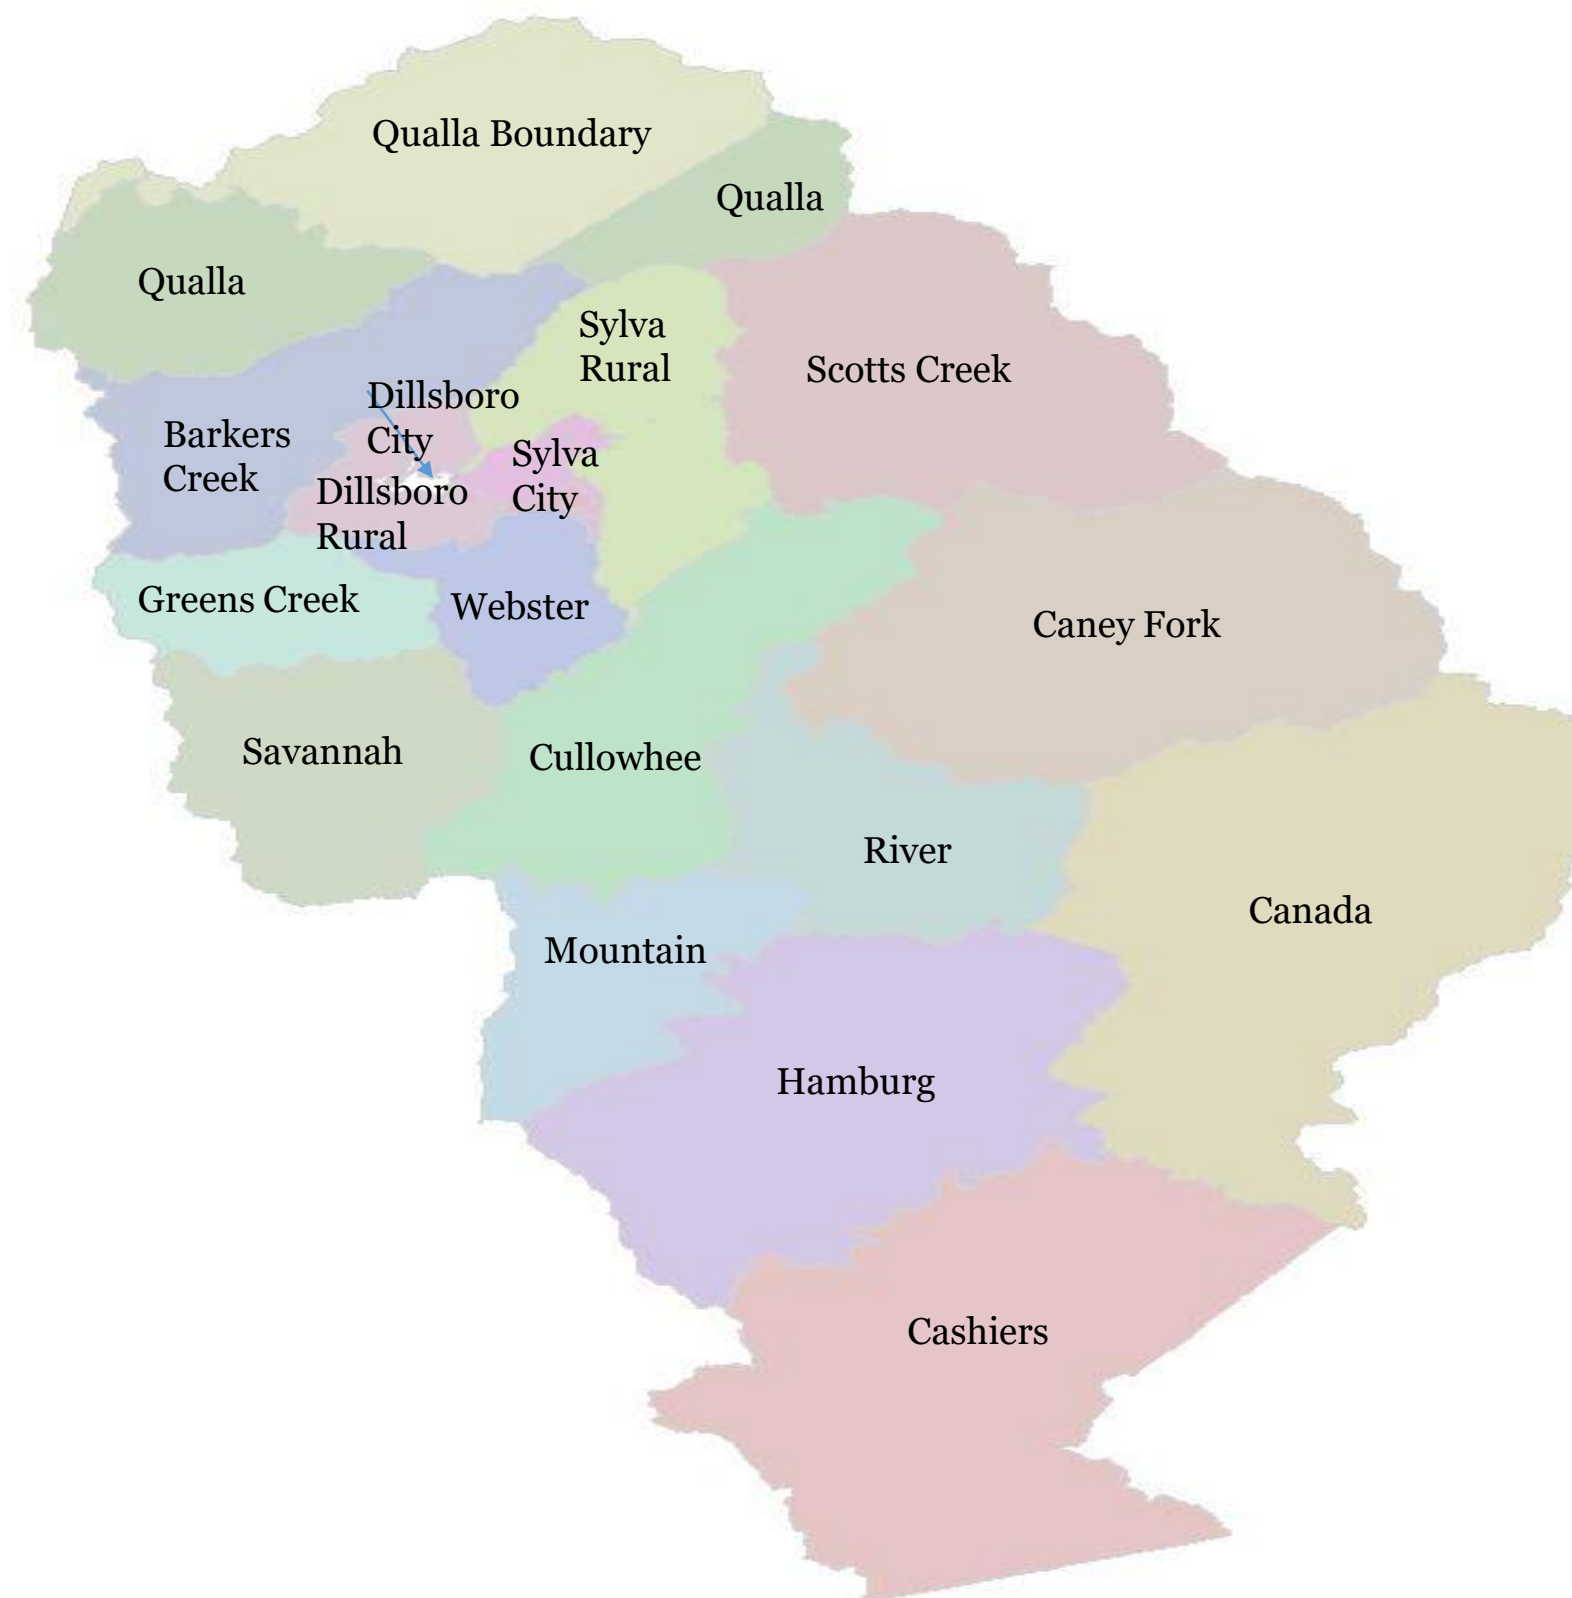 Qualla Boundary
Qualla
Qualla
Sylva
Rural
Scotts Creek
Dillsboro
City
Barkers
Creek
Sylva
City
Dillsboro
Rural
Greens Creek
Webster
Caney Fork
Savannah
Cullowhee
River
Canada
Mountain
Hamburg
Cashiers